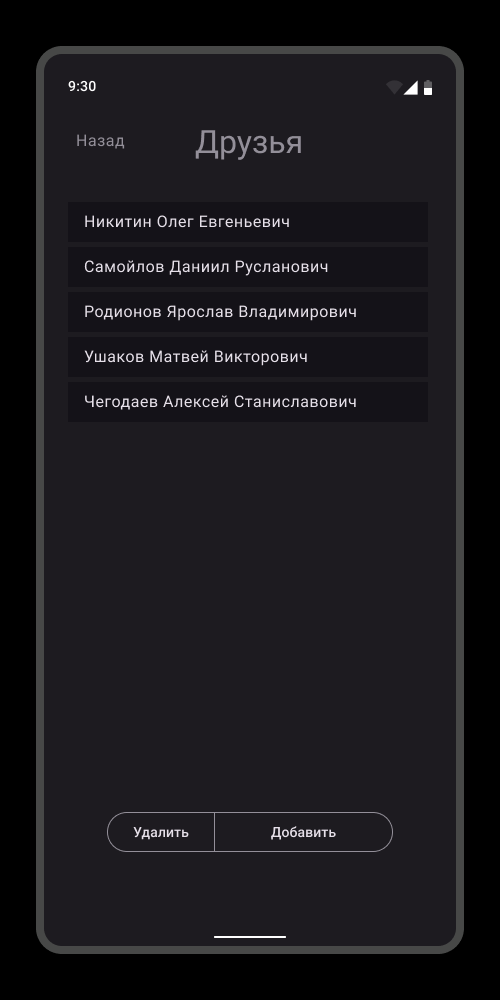 9:30
Назад
Друзья
Никитин Олег Евгеньевич
Самойлов Даниил Русланович
Родионов Ярослав Владимирович
Ушаков Матвей Викторович
Чегодаев Алексей Станиславович
Удалить
Добавить